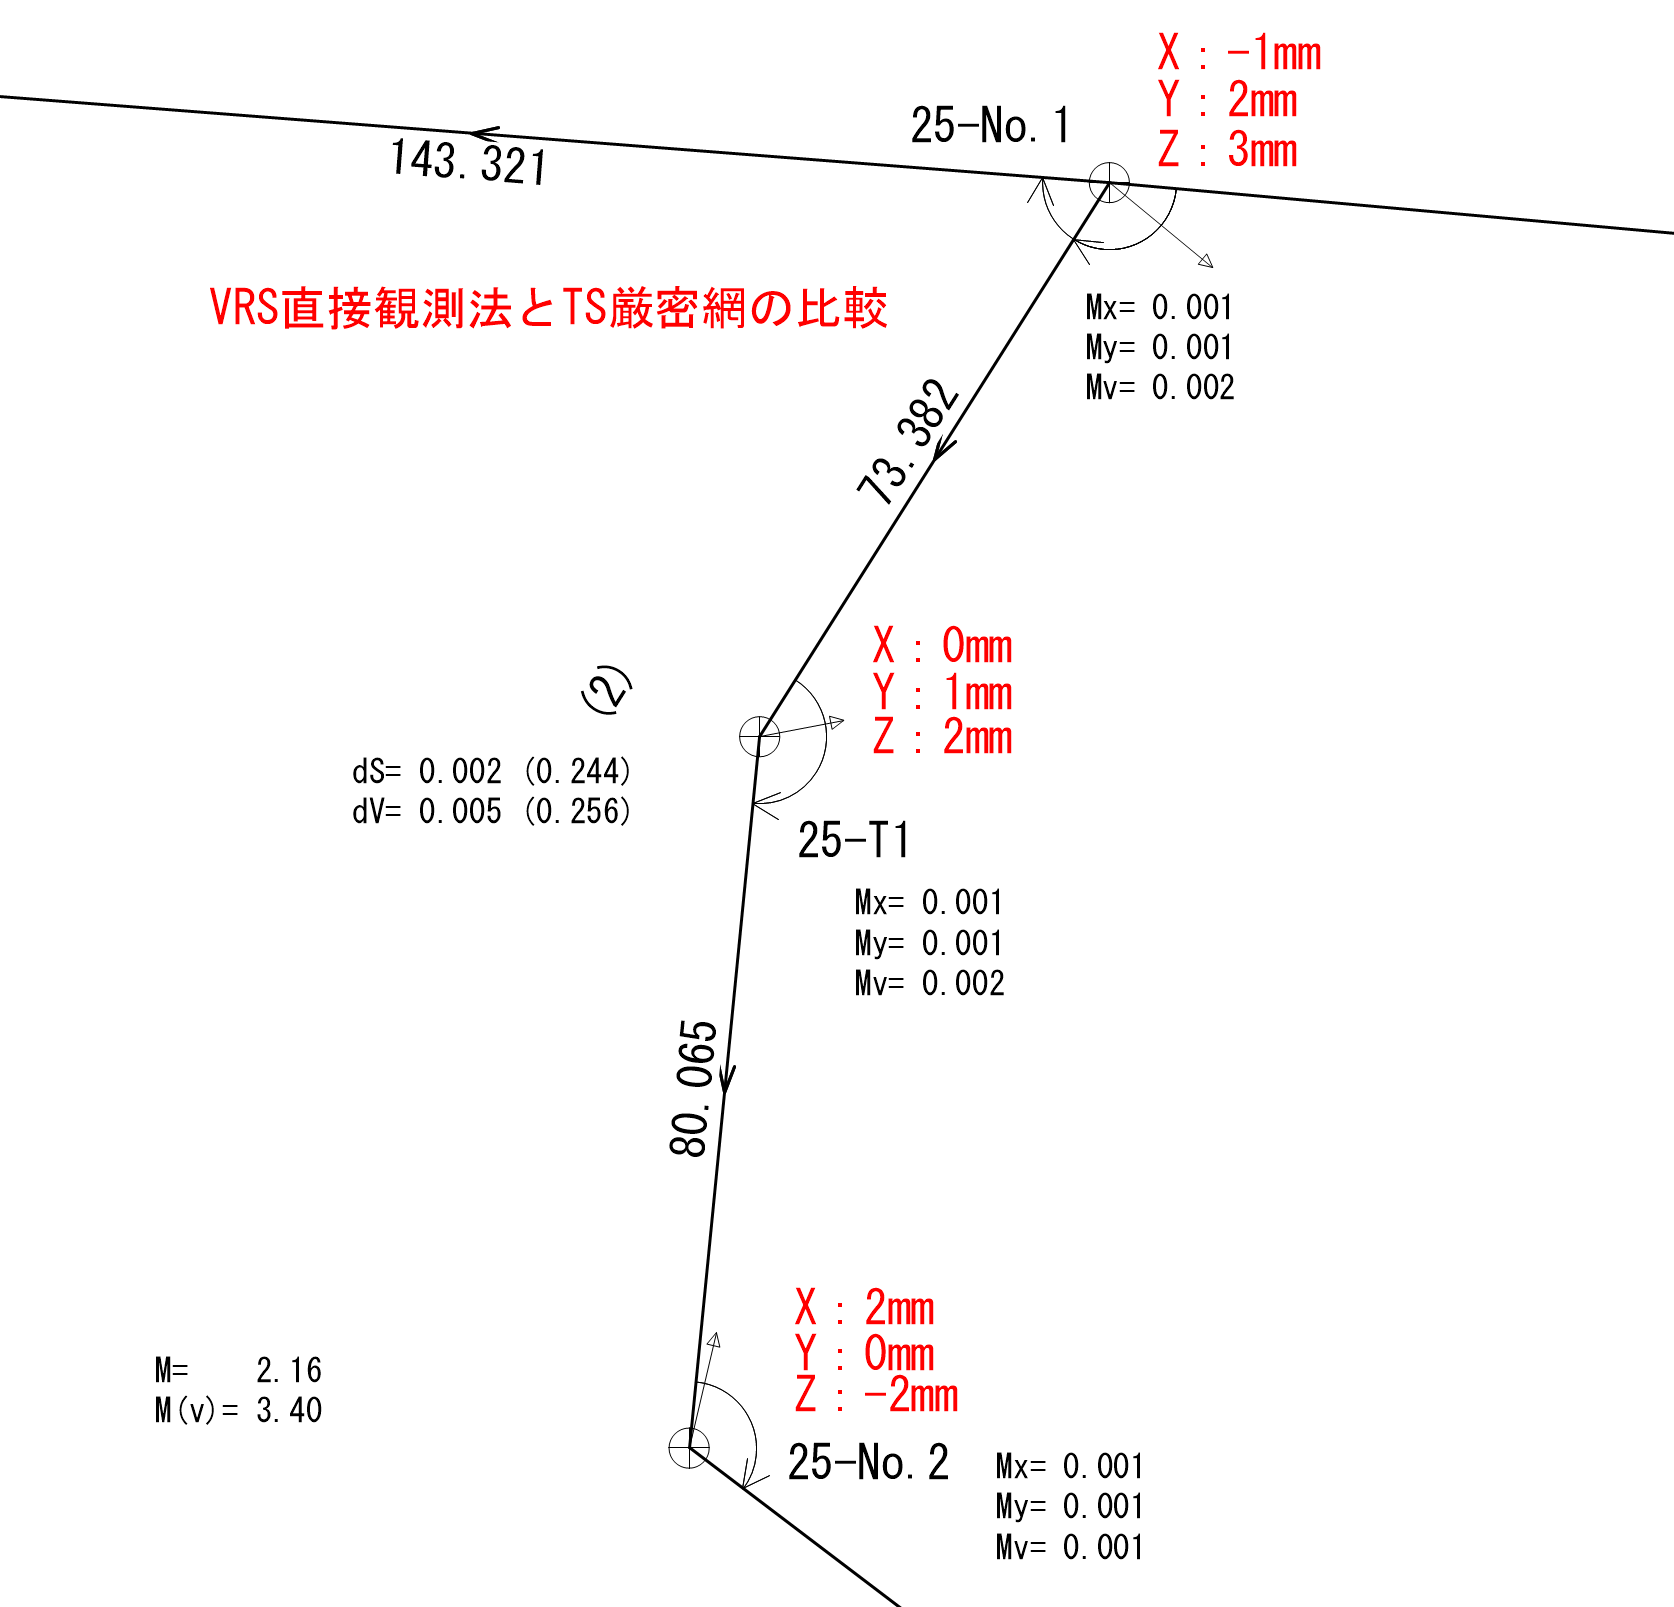 X : -1mm
Y : 2mm
Z : 3mm
25-No.1
143.321
VRS直接観測法とTS厳密網の比較
Mx= 0.001
My= 0.001
Mv= 0.002
73.382
X : 0mm
Y : 1mm
Z : 2mm
(2)
dS= 0.002 (0.244)
dV= 0.005 (0.256)
25-T1
Mx= 0.001
My= 0.001
Mv= 0.002
80.065
X : 2mm
Y : 0mm
Z : -2mm
M= 2.16
M(v)= 3.40
25-No.2
Mx= 0.001
My= 0.001
Mv= 0.001